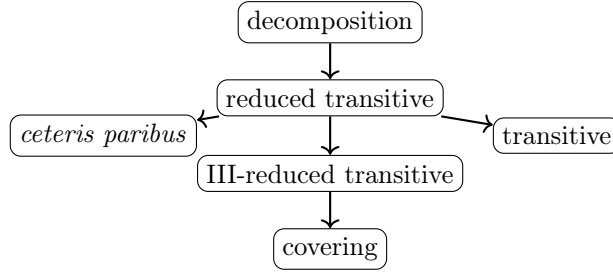 decomposition
reduced transitive
ceteris paribus
transitive
III-reduced transitive
covering